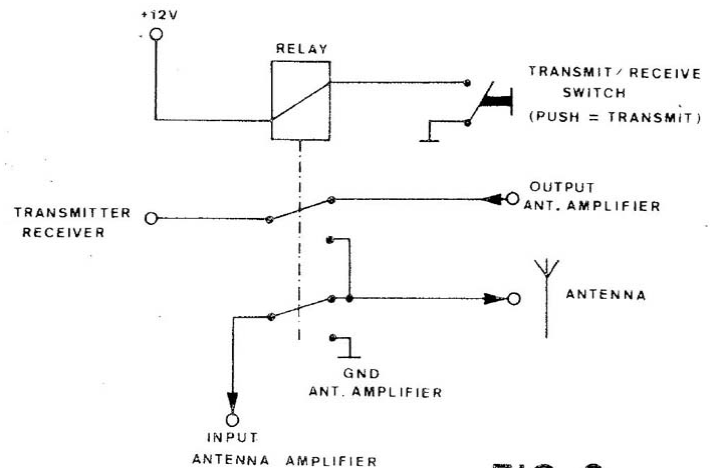 +12V
RELAY
TRANSMIT/RECEIVE
SWITCH
(PUSH = TRANSMIT)
OUTPUT
ANT. AMPLIFIER
TRANSMITTER
RECEIVER
ANTENNA
GND
ANT. AMPLIFIER
INPUT
ANTENNA AMPLIFIER